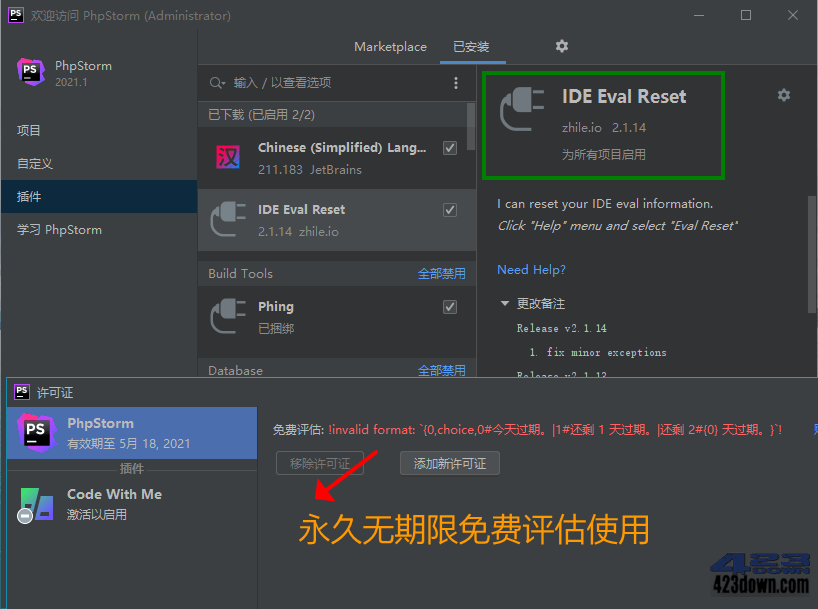 PS 欢迎访问 PhpStorm (Administrator)
PS
PhpStorm
2021.1
项目
自定义
插件
学习 PhpStorm
Marketplace 已安装
输入 / 以查看选项
已下载 (已启用 2/2)
汉
Chinese (Simplified) Lang...
211.183 JetBrains
IDE Eval Reset
2.1.14 zhile.io
Build Tools 全部禁用
Phing
已捆绑
Database 全部禁用
IDE Eval Reset
zhile.io 2.1.14
为所有项目启用
I can reset your IDE eval information.
Click "Help" menu and select "Eval Reset"
Need Help?
更改备注
Release v2.1.14
1. fix minor exceptions
Release v2.1.13
PS 许可证
PS
PhpStorm
有效期至 5月 18, 2021
插件
Code With Me
激活以启用
免费评估: !invalid format: `{0,choice,0#今天过期。|1#还剩 1 天过期。|还剩 2#{0} 天过期。}`!
移除许可证 添加新许可证
永久无期限免费评估使用
423
DOWN
423down.com